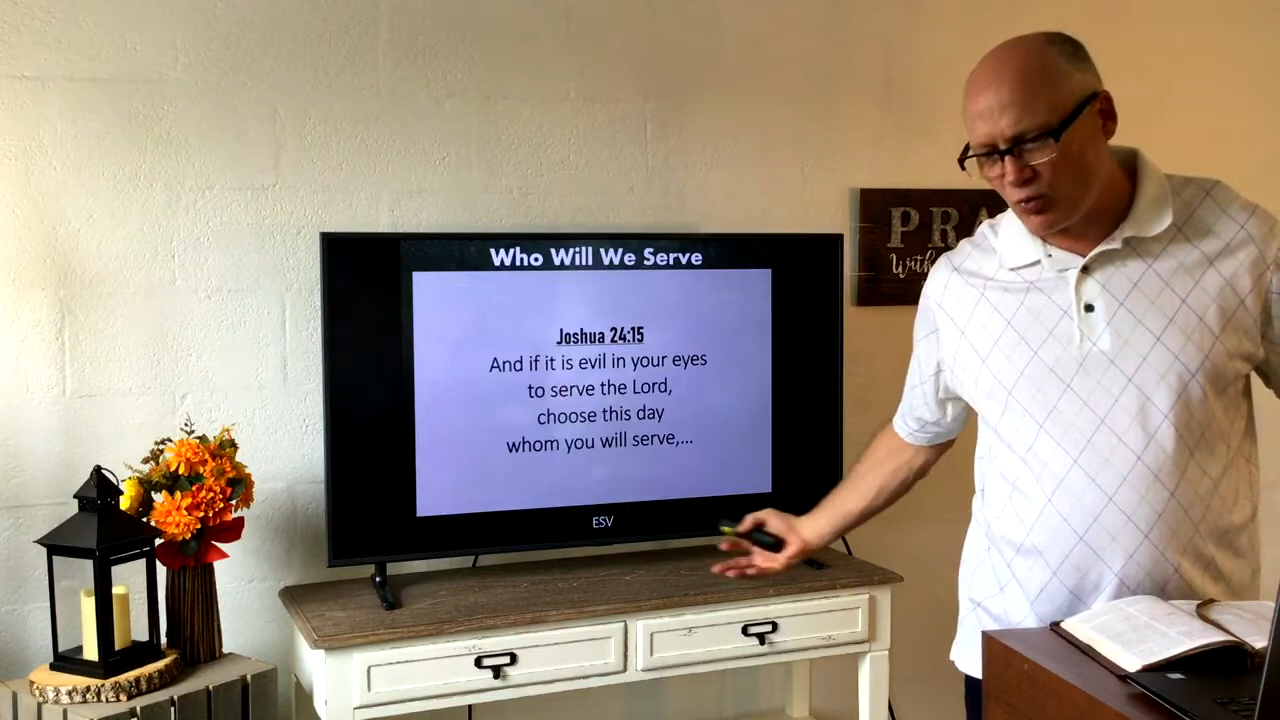 Who Will We Serve
Joshua 24:15
And if it is evil in your eyes
to serve the Lord,
choose this day
whom you will serve,...
ESV
PRA
With